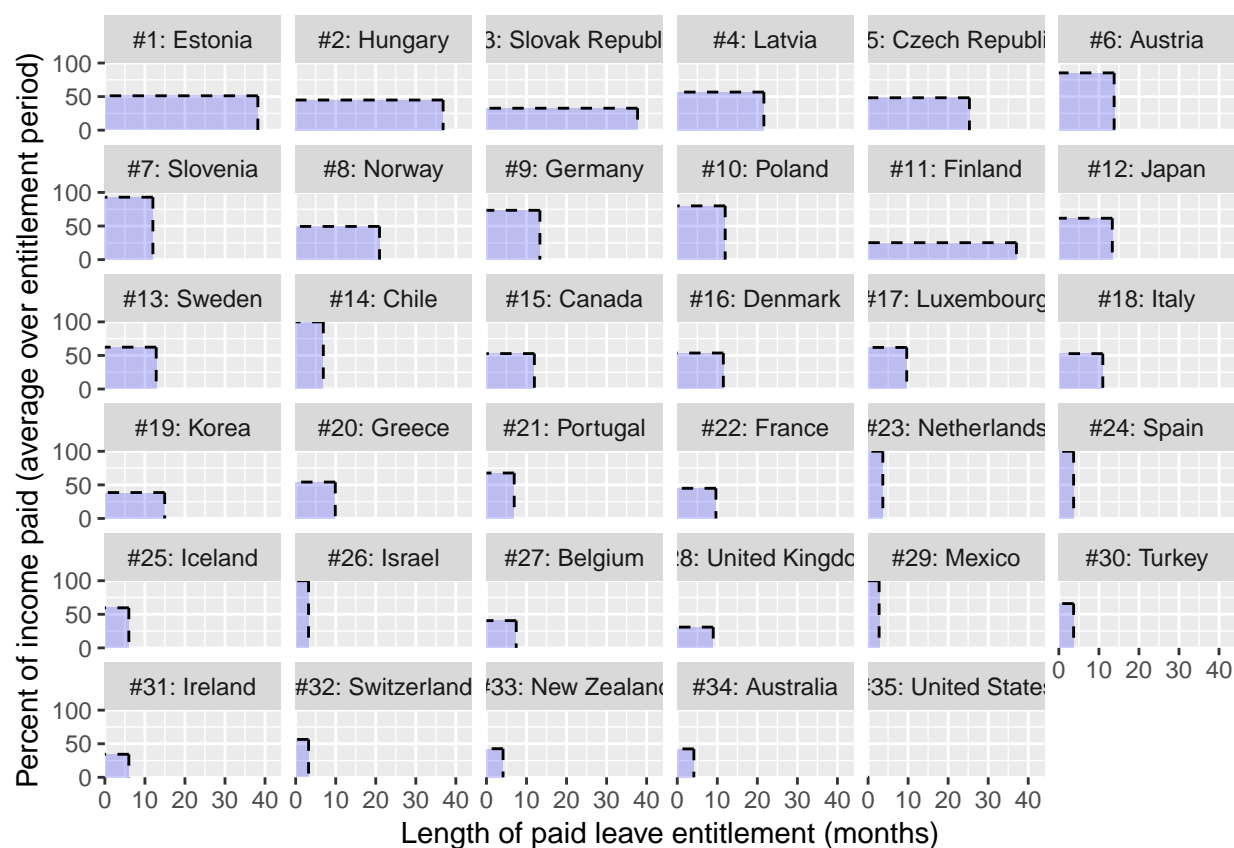 Percent of income paid (average over entitlement period)
#1: Estonia
#2: Hungary
3: Slovak Republ
#4: Latvia
5: Czech Republi
#6: Austria
100
50
0
#7: Slovenia
#8: Norway
#9: Germany
#10: Poland
#11: Finland
#12: Japan
100
50
0
#13: Sweden
#14: Chile
#15: Canada
#16: Denmark
#17: Luxembourg
#18: Italy
100
50
0
#19: Korea
#20: Greece
#21: Portugal
#22: France
#23: Netherlands
#24: Spain
100
50
0
#25: Iceland
#26: Israel
#27: Belgium
28: United Kingdo
#29: Mexico
#30: Turkey
100
50
0
0 10 20 30 40
#31: Ireland
#32: Switzerland
#33: New Zealand
#34: Australia
#35: United States
100
50
0
0 10 20 30 40
0 10 20 30 40
0 10 20 30 40
0 10 20 30 40
0 10 20 30 40
Length of paid leave entitlement (months)